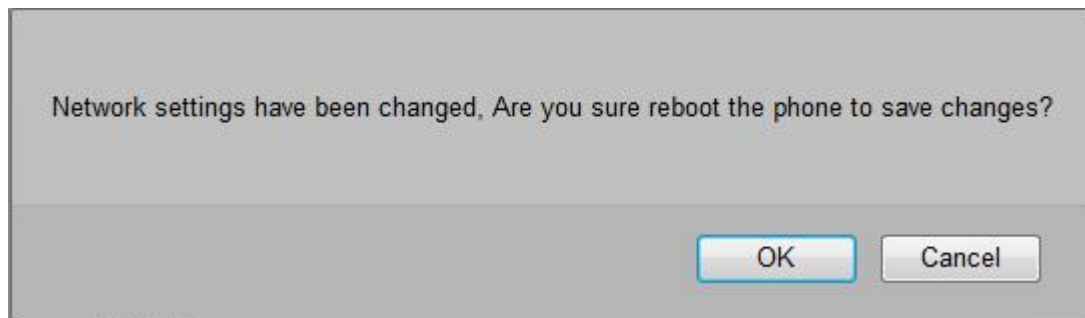 Network settings have been changed, Are you sure reboot the phone to save changes?
OK
Cancel